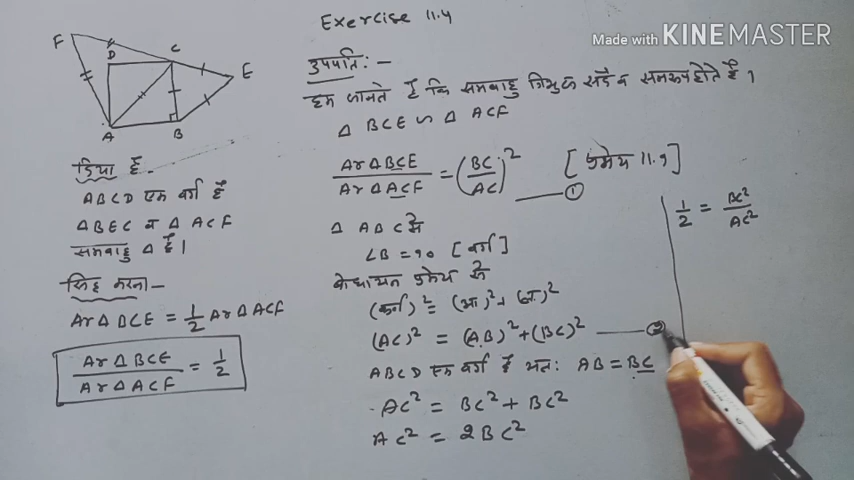 Exercise 11.4
Made with KINEMASTER
F
D
C
E
A
B
दिया है -
ABCD एक वर्ग है
△BEC व △ACF
समबाहु △ है।
सिद्ध करना -
Ar△BCE = 1/2 Ar△ACF
Ar△BCE / Ar△ACF = 1/2
उपपत्ति: -
हम जानते है कि समबाहु त्रिभुज सदैव समरूप होते है।
△BCE ∽ △ACF
Ar△BCE / Ar△ACF = (BC/AC)² [प्रमेय 11.9] — ①
△ABC से
∠B = 90 [वर्ग]
बोधायन प्रमेय से
(कर्ण)² = (आ)² + (ल)²
(AC)² = (AB)² + (BC)² — ②
ABCD एक वर्ग है अतः AB = BC
AC² = BC² + BC²
AC² = 2BC²
1/2 = BC²/AC²